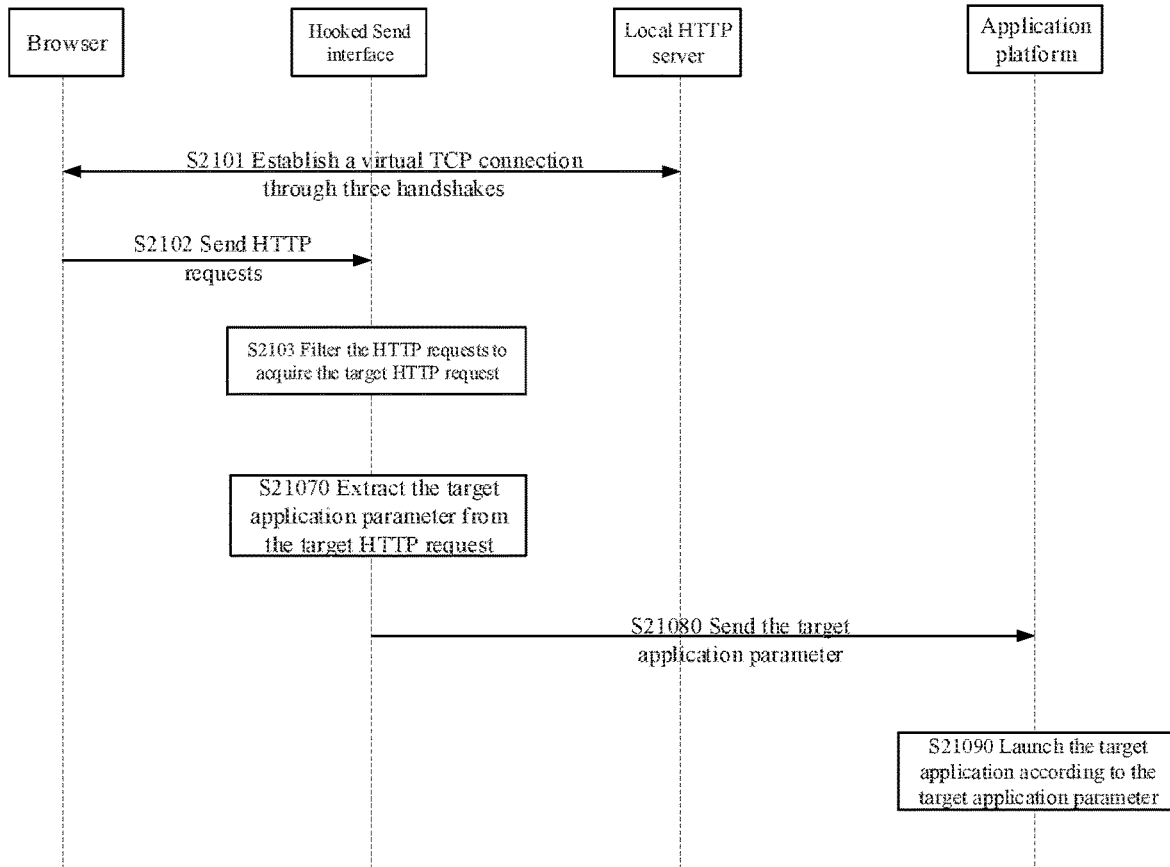 Browser
Hooked Send
interface
Local HTTP
server
Application
platform
S2101 Establish a virtual TCP connection
through three handshakes
S2102 Send HTTP
requests
S2103 Filter the HTTP requests to
acquire the target HTTP request
S21070 Extract the target
application parameter from
the target HTTP request
S21080 Send the target
application parameter
S21090 Launch the target
application according to the
target application parameter